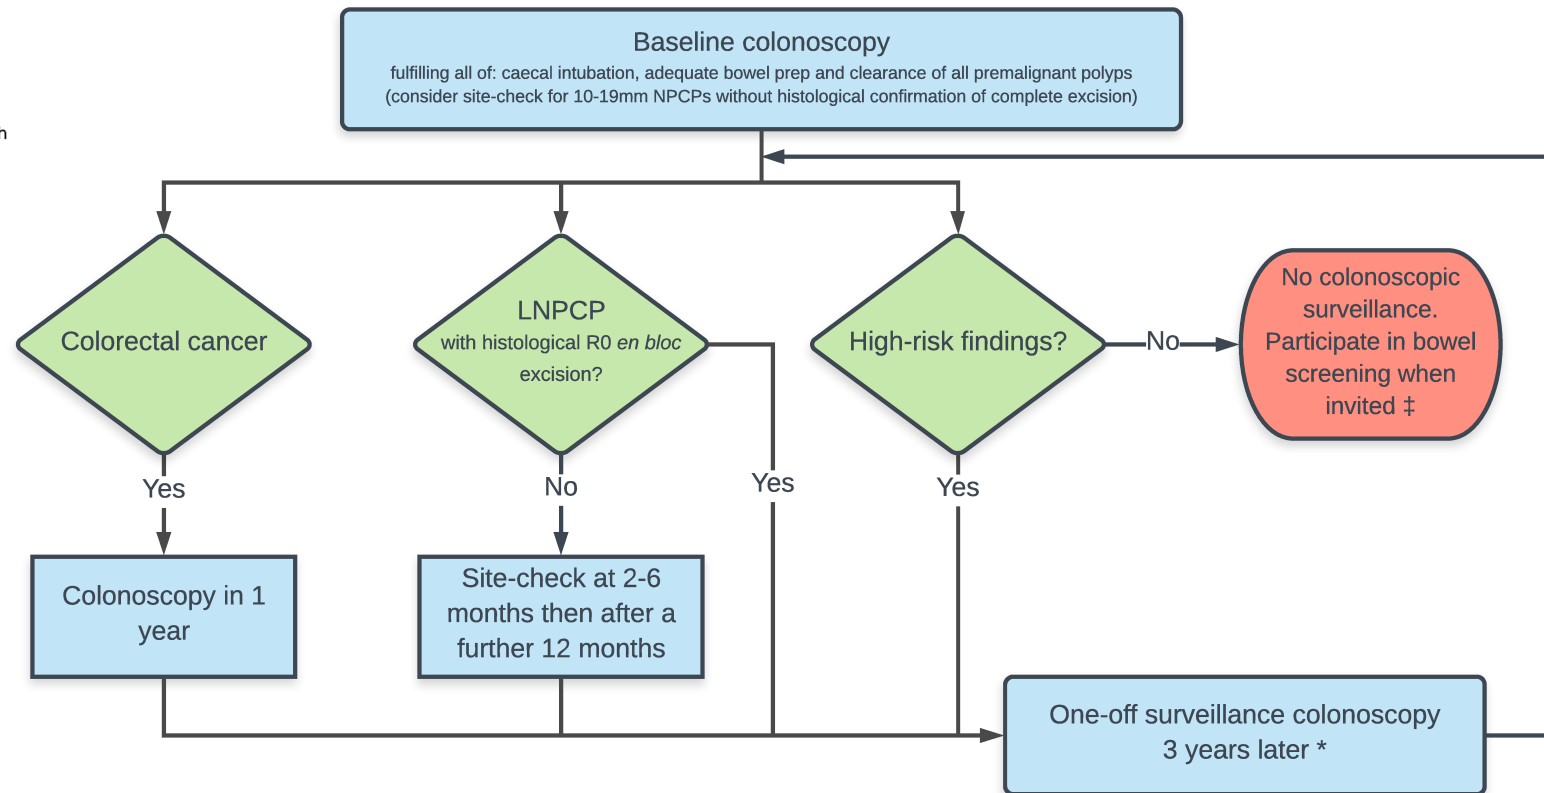 Baseline colonoscopy
fulfilling all of: caecal intubation, adequate bowel prep and clearance of all premalignant polyps
(consider site-check for 10-19mm NPCPs without histological confirmation of complete excision)
h
Colorectal cancer
LNPCP
with histological R0 en bloc
excision?
High-risk findings?
No
No colonoscopic
surveillance.
Participate in bowel
screening when
invited ‡
Yes
No
Yes
Yes
Colonoscopy in 1
year
Site-check at 2-6
months then after a
further 12 months
One-off surveillance colonoscopy
3 years later *